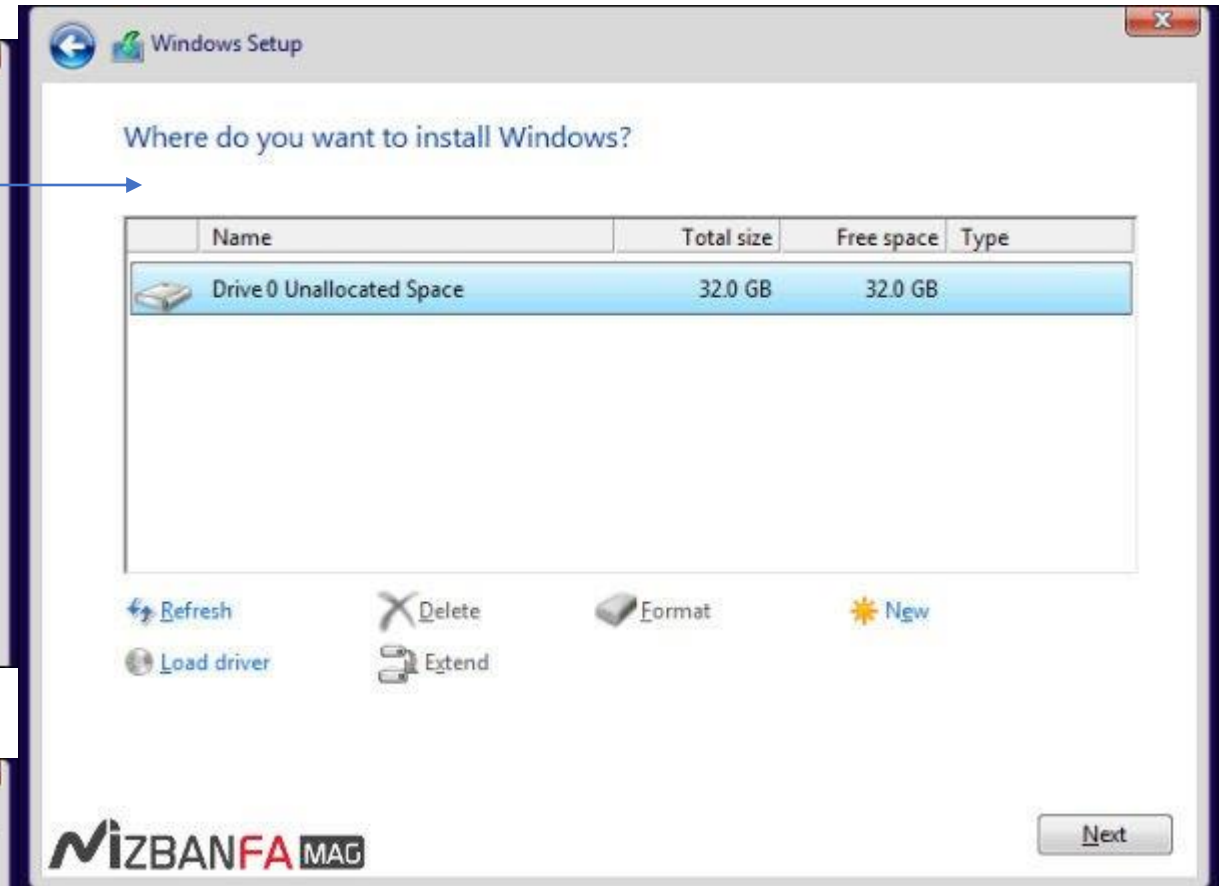 Windows Setup
Where do you want to install Windows?
Name Total size Free space Type
Drive 0 Unallocated Space 32.0 GB 32.0 GB
Refresh Delete Format New
Load driver Extend
MIZBANFA MAG
Next